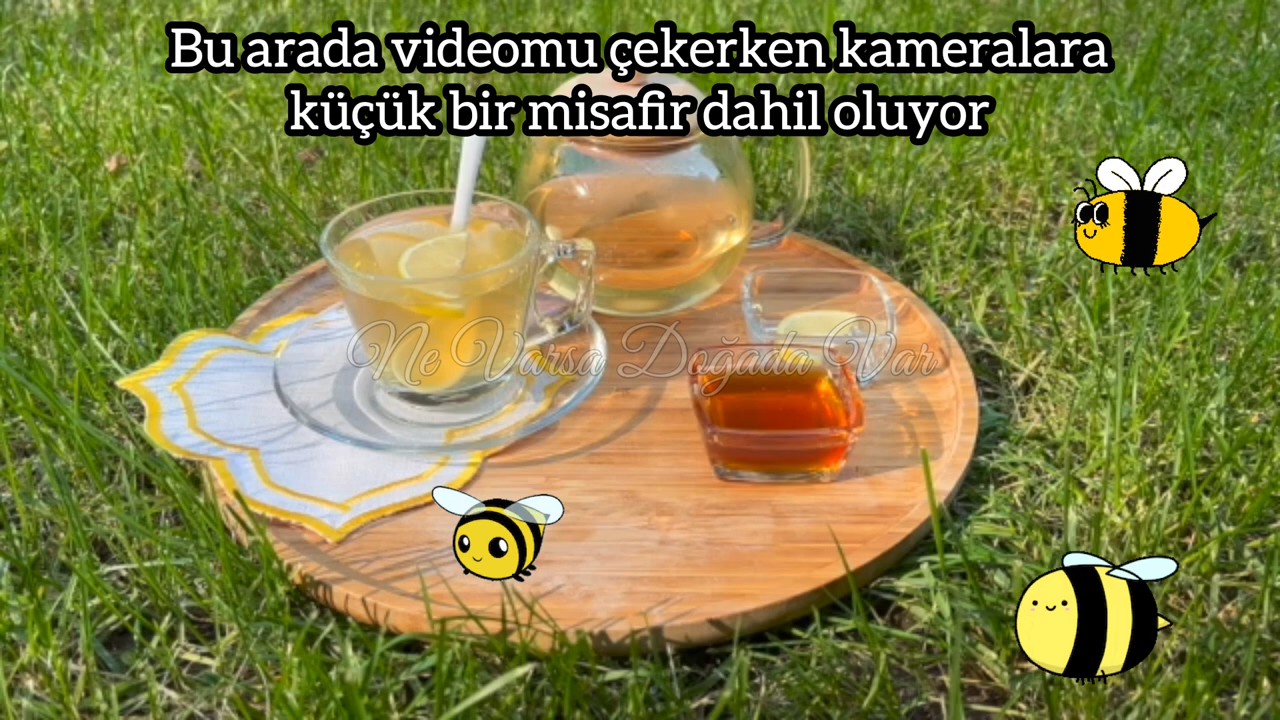 Bu arada videomu çekerken kameralara
küçük bir misafir dahil oluyor
Ne Varsa Doğada Var